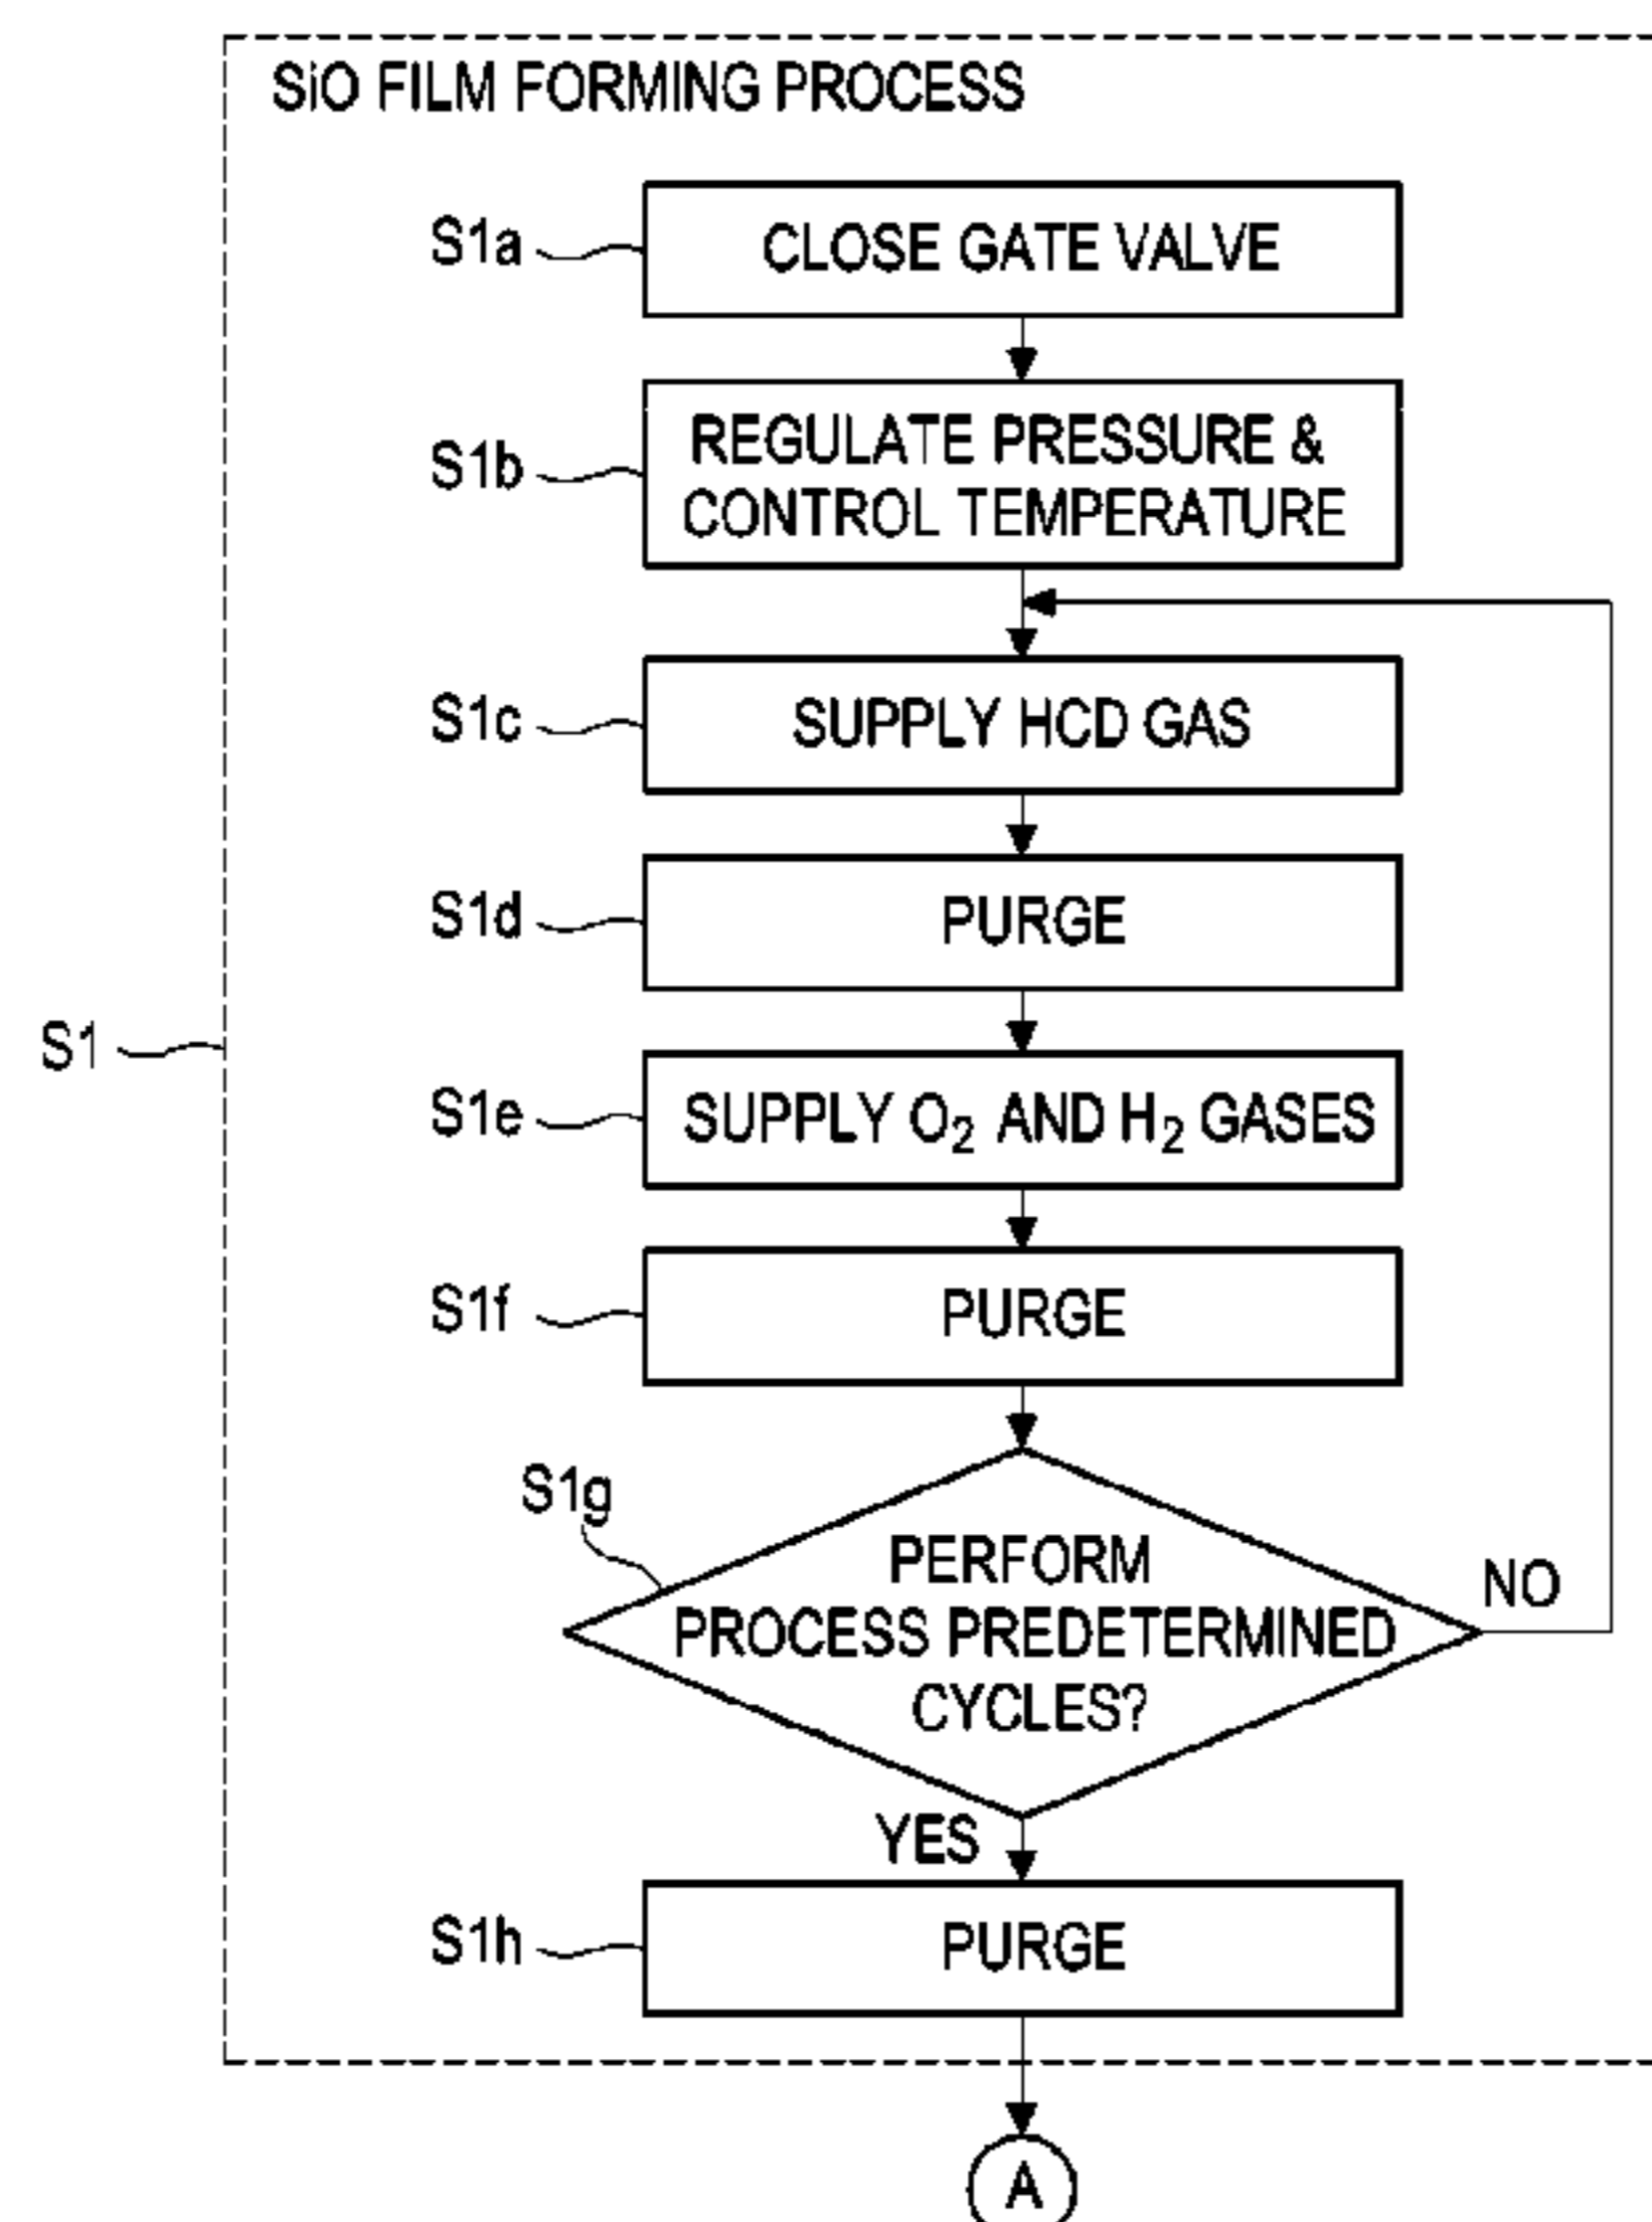 SiO FILM FORMING PROCESS
S1a
CLOSE GATE VALVE
S1b
REGULATE PRESSURE &
CONTROL TEMPERATURE
S1c
SUPPLY HCD GAS
S1d
PURGE
S1
S1e
SUPPLY O₂ AND H₂ GASES
S1f
PURGE
S1g
PERFORM
PROCESS PREDETERMINED
CYCLES?
NO
YES
S1h
PURGE
A